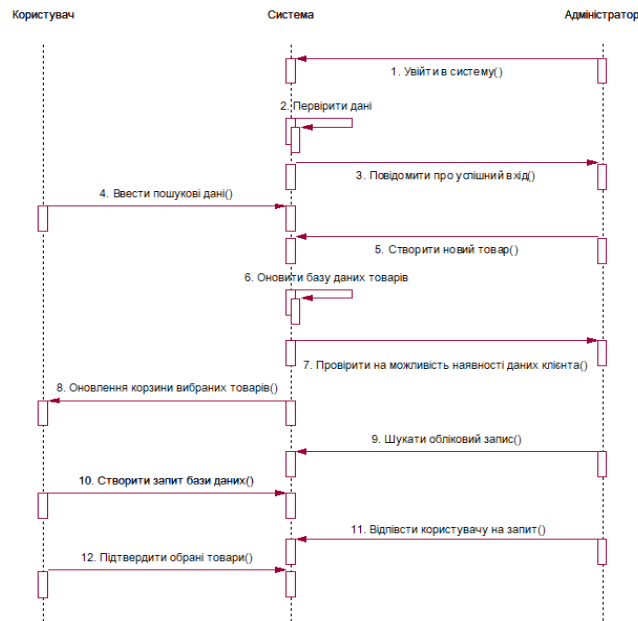 Користувач
Система
Адміністратор
1. Увійти в систему()
2. Первірити дані
3. Повідомити про успішний вхід()
4. Ввести пошукові дані()
5. Створити новий товар()
6. Оновити базу даних товарів
7. Провірити на можливість наявності даних клієнта()
8. Оновлення корзини вибраних товарів()
9. Шукати обліковий запис()
10. Створити запит бази даних()
11. Відпівсти користувачу на запит()
12. Підтвердити обрані товари()